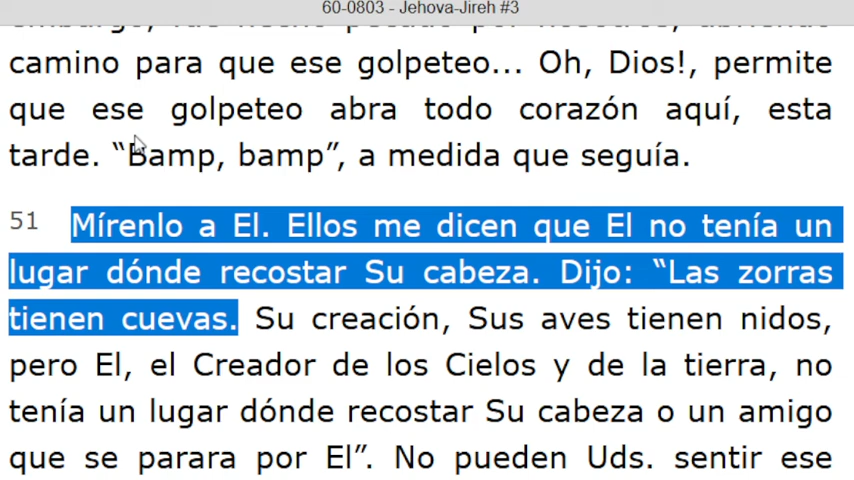 60-0803 - Jehova-Jireh #3
camino para que ese golpeteo... Oh, Dios!, permite
que ese golpeteo abra todo corazón aquí, esta
tarde. “Bamp, bamp”, a medida que seguía.
51 Mírenlo a El. Ellos me dicen que El no tenía un
lugar dónde recostar Su cabeza. Dijo: “Las zorras
tienen cuevas. Su creación, Sus aves tienen nidos,
pero El, el Creador de los Cielos y de la tierra, no
tenía un lugar dónde recostar Su cabeza o un amigo
que se parara por El”. No pueden Uds. sentir ese